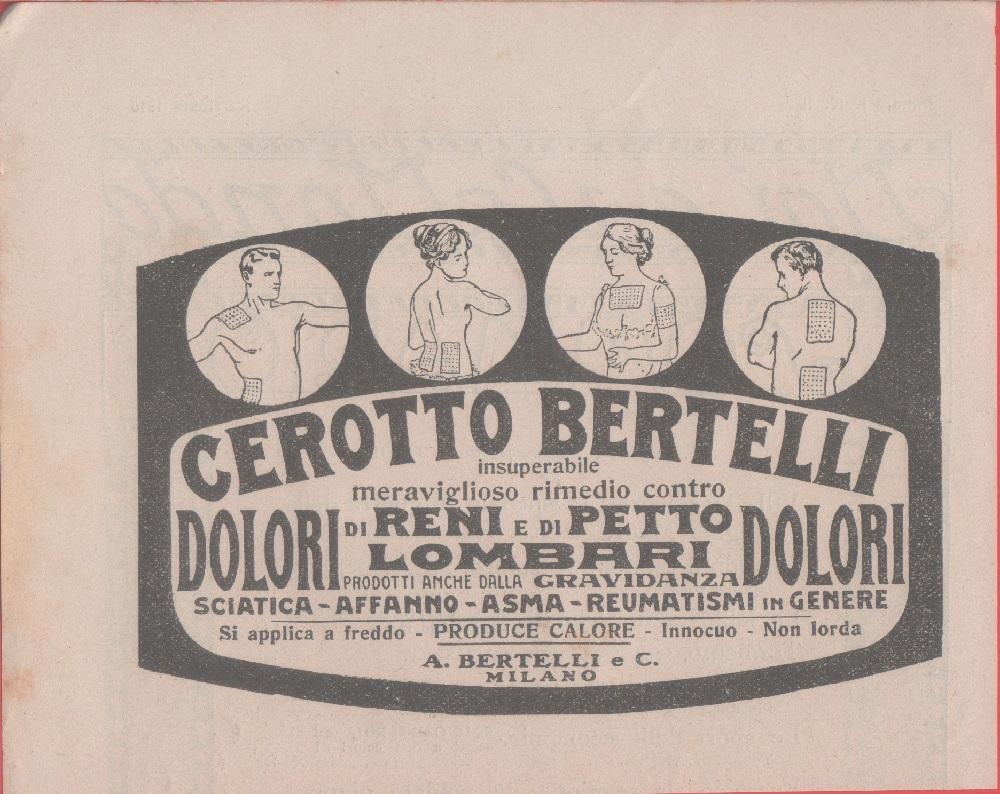 CEROTTO BERTELLI
insuperabile
meraviglioso rimedio contro
DOLORI DI RENI E DI PETTO DOLORI
LOMBARI
PRODOTTI ANCHE DALLA GRAVIDANZA
SCIATICA - AFFANNO - ASMA - REUMATISMI IN GENERE
Si applica a freddo - PRODUCE CALORE - Innocuo - Non lorda
A. BERTELLI e C.
MILANO